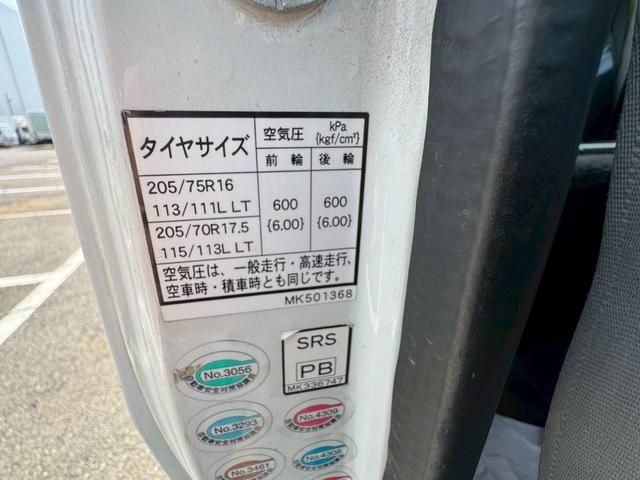 タイヤサイズ
空気圧 kPa {kgf/cm²}
前輪 後輪
205/75R16
113/111L LT
205/70R17.5
115/113L LT
600 {6.00}
600 {6.00}
空気圧は、一般走行・高速走行、
空車時・積車時とも同じです。
MK501368
SRS
PB
MK336747
No.3056
No.3293
No.4309
No.3461
No.4308